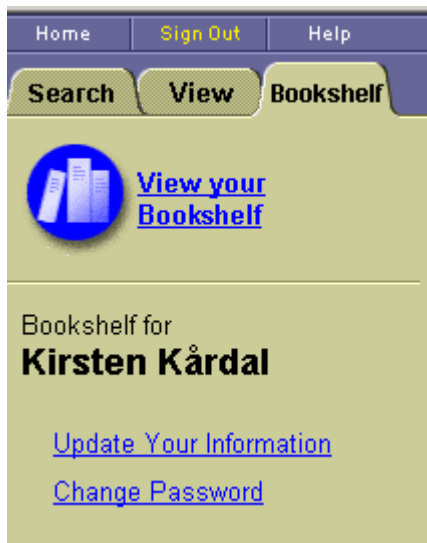 Home Sign Out Help
Search View Bookshelf
View your
Bookshelf
Bookshelf for
Kirsten Kårdal
Update Your Information
Change Password